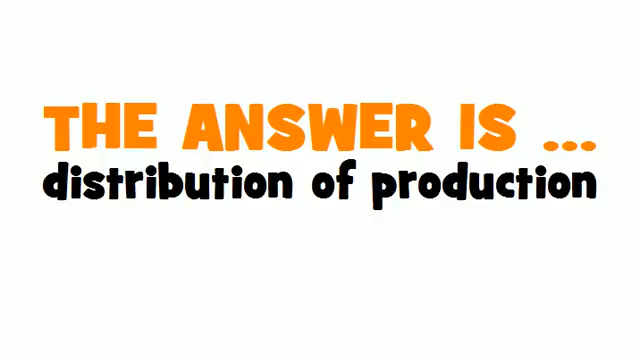 THE ANSWER IS ...
distribution of production